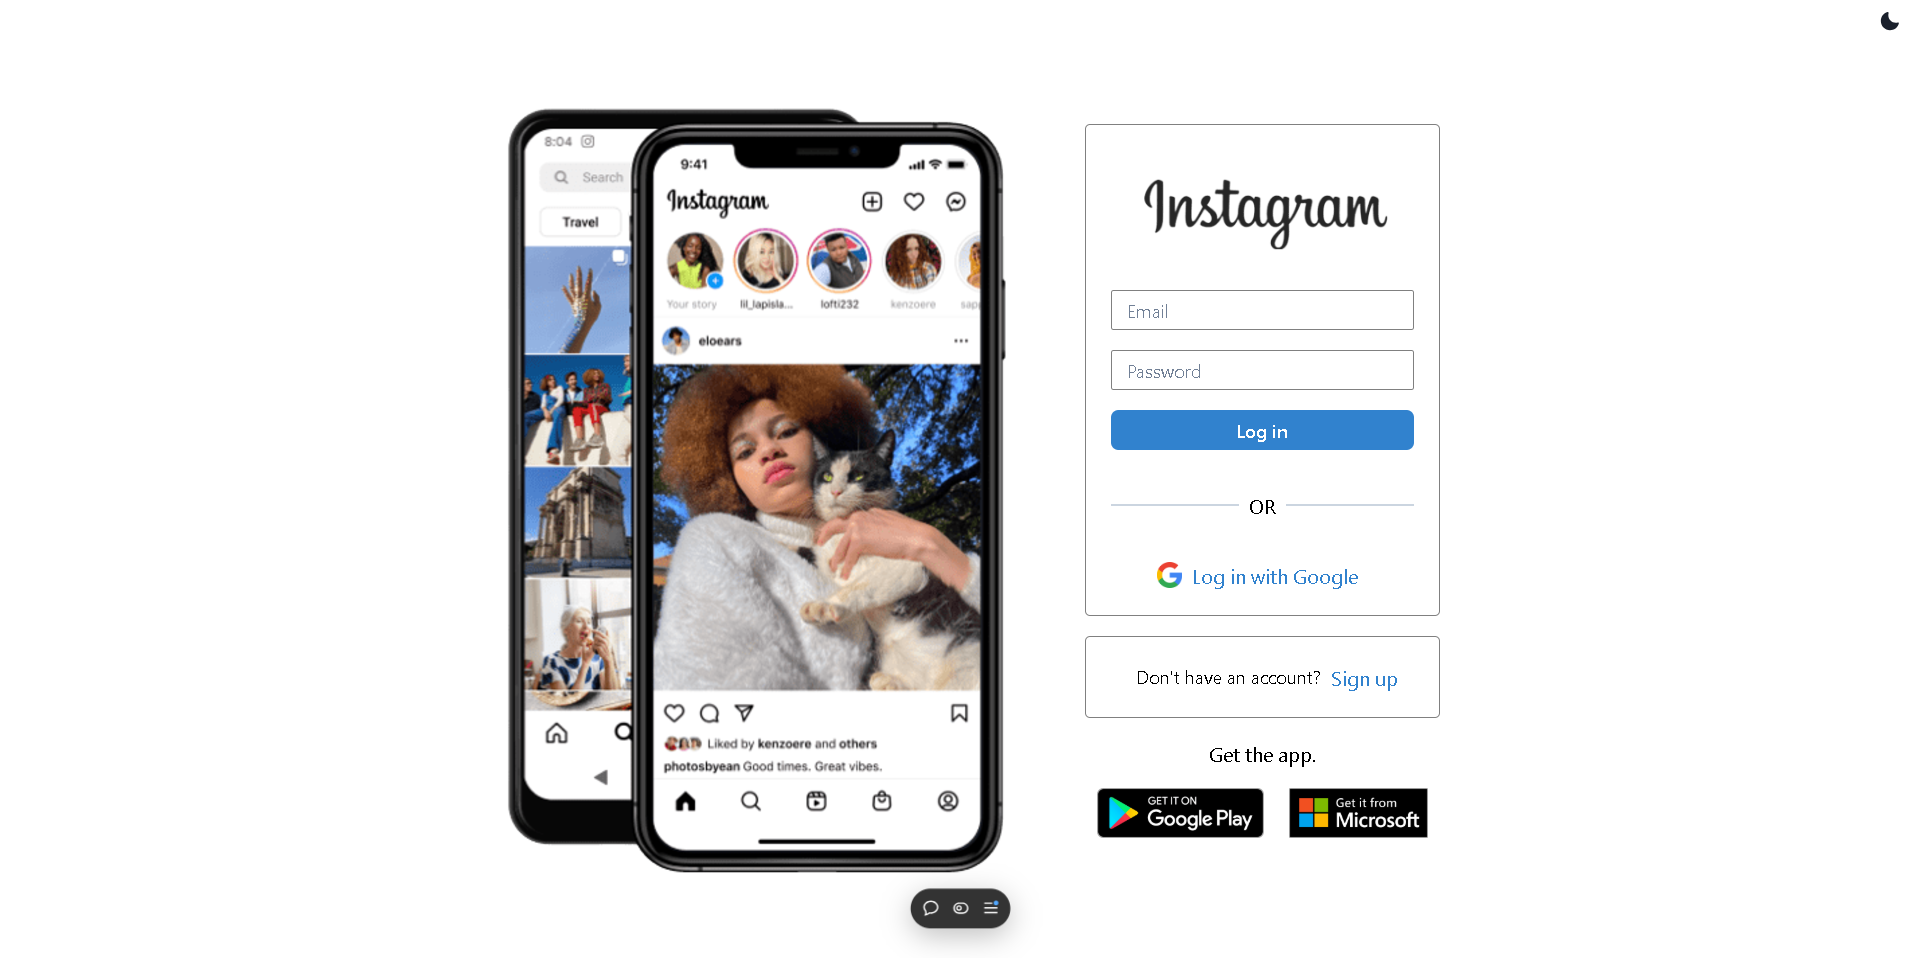 8:04
Search
Travel
9:41
Instagram
Your story
lil_lapisla...
lofti232
kenzoere
sap
eloears
Liked by kenzoere and others
photosbyean Good times. Great vibes.
Instagram
Email
Password
Log in
OR
Log in with Google
Don't have an account? Sign up
Get the app.
GET IT ON
Google Play
Get it from
Microsoft